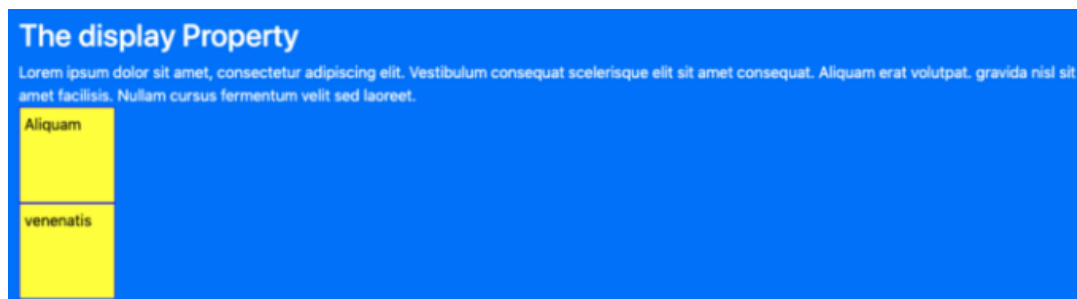 The display Property
Lorem ipsum dolor sit amet, consectetur adipiscing elit. Vestibulum consequat scelerisque elit sit amet consequat. Aliquam erat volutpat. gravida nisl sit
amet facilisis. Nullam cursus fermentum velit sed laoreet.
Aliquam
venenatis